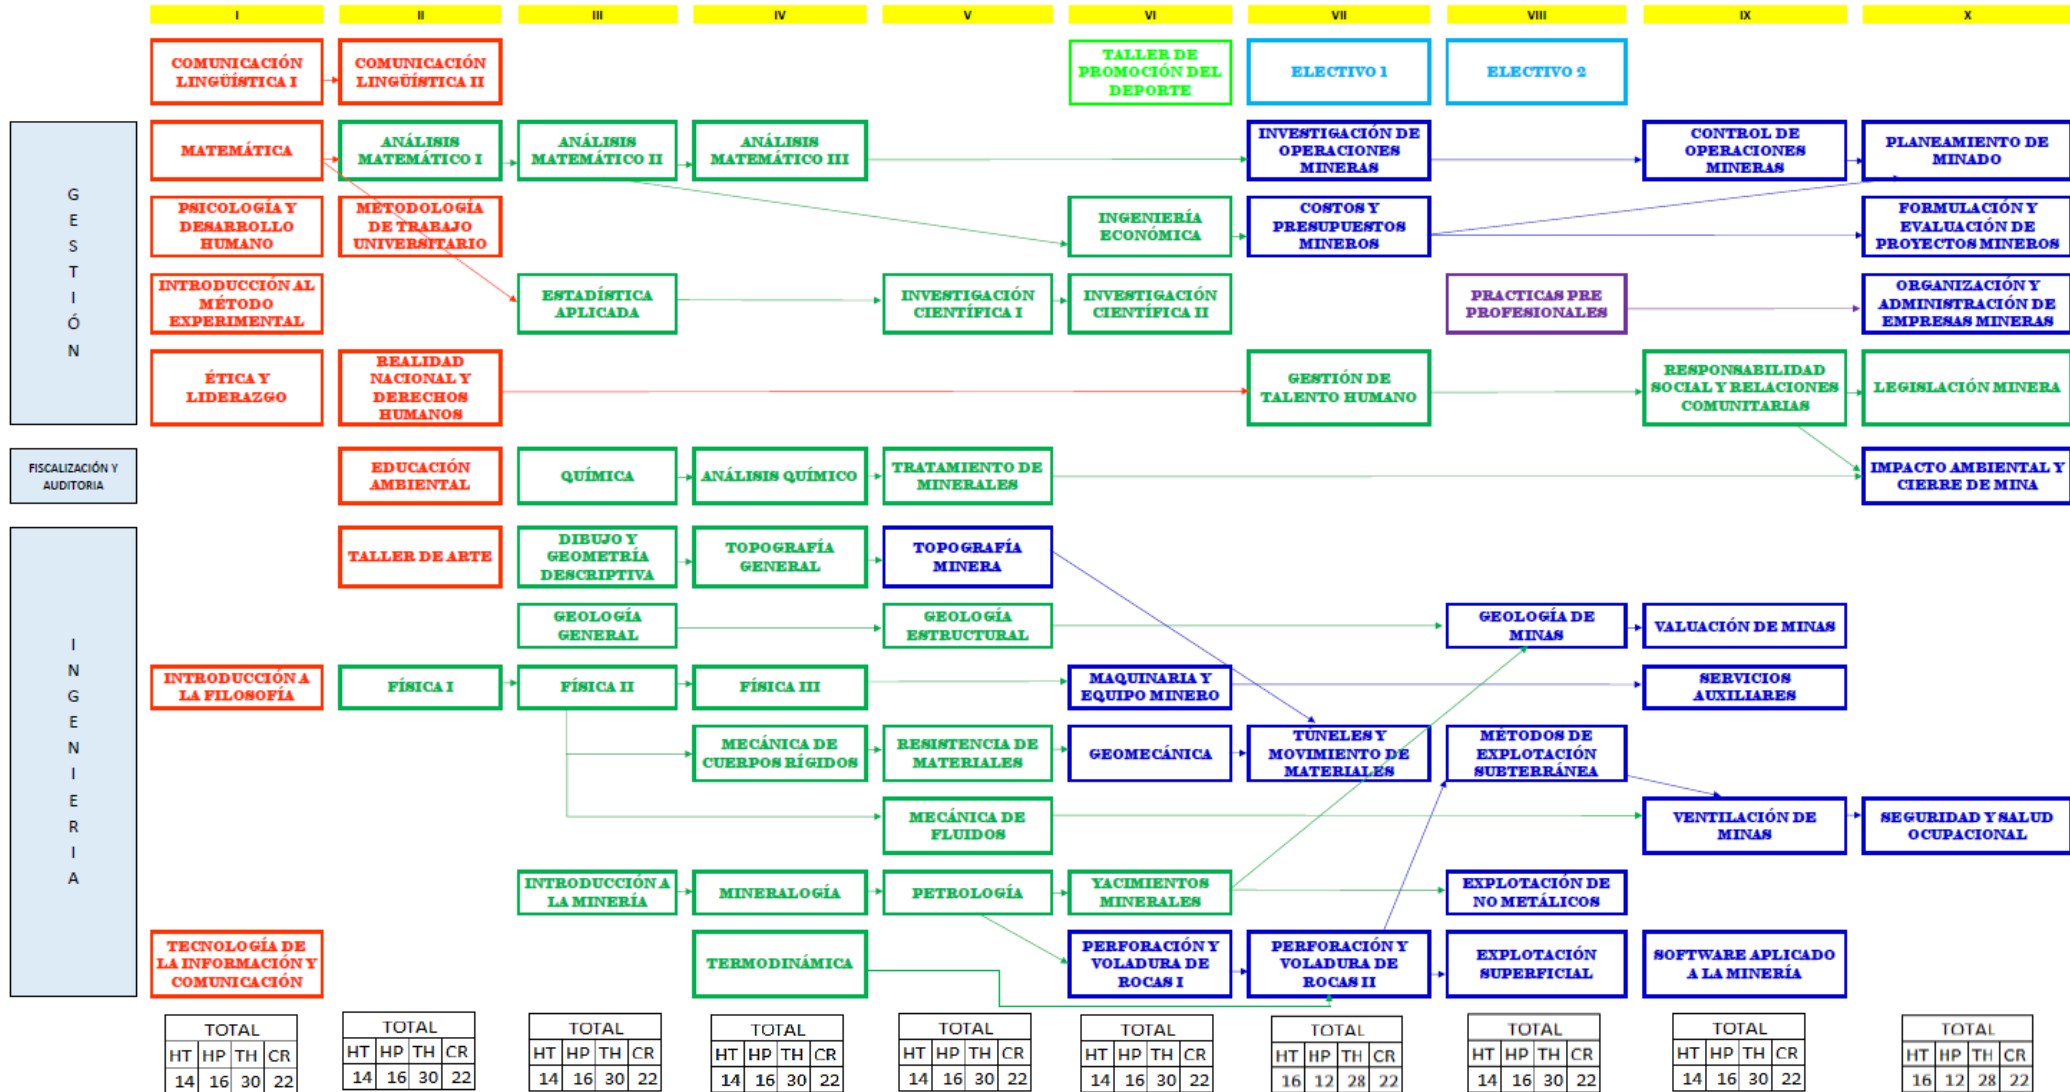 I II III IV V VI VII VIII IX X
COMUNICACIÓN
LINGÜÍSTICA I
COMUNICACIÓN
LINGÜÍSTICA II
TALLER DE
PROMOCIÓN DEL
DEPORTE
ELECTIVO 1
ELECTIVO 2
GESTIÓN
MATEMÁTICA
ANÁLISIS
MATEMÁTICO I
ANÁLISIS
MATEMÁTICO II
ANÁLISIS
MATEMÁTICO III
INVESTIGACIÓN DE
OPERACIONES
MINERAS
CONTROL DE
OPERACIONES
MINERAS
PLANEAMIENTO DE
MINADO
PSICOLOGÍA Y
DESARROLLO
HUMANO
METODOLOGÍA
DE TRABAJO
UNIVERSITARIO
INGENIERÍA
ECONÓMICA
COSTOS Y
PRESUPUESTOS
MINEROS
FORMULACIÓN Y
EVALUACIÓN DE
PROYECTOS MINEROS
INTRODUCCIÓN AL
MÉTODO
EXPERIMENTAL
ESTADÍSTICA
APLICADA
INVESTIGACIÓN
CIENTÍFICA I
INVESTIGACIÓN
CIENTÍFICA II
PRACTICAS PRE
PROFESIONALES
ORGANIZACIÓN Y
ADMINISTRACIÓN DE
EMPRESAS MINERAS
ÉTICA Y
LIDERAZGO
REALIDAD
NACIONAL Y
DERECHOS
HUMANOS
GESTIÓN DE
TALENTO HUMANO
RESPONSABILIDAD
SOCIAL Y RELACIONES
COMUNITARIAS
LEGISLACIÓN MINERA
FISCALIZACIÓN Y
AUDITORIA
EDUCACIÓN
AMBIENTAL
QUÍMICA
ANÁLISIS QUÍMICO
TRATAMIENTO DE
MINERALES
IMPACTO AMBIENTAL Y
CIERRE DE MINA
INGENIERIA
TALLER DE ARTE
DIBUJO Y
GEOMETRÍA
DESCRIPTIVA
TOPOGRAFÍA
GENERAL
TOPOGRAFÍA
MINERA
GEOLOGÍA
GENERAL
GEOLOGÍA
ESTRUCTURAL
GEOLOGÍA DE
MINAS
VALUACIÓN DE MINAS
INTRODUCCIÓN A
LA FILOSOFÍA
FÍSICA I
FÍSICA II
FÍSICA III
MAQUINARIA Y
EQUIPO MINERO
SERVICIOS
AUXILIARES
MECÁNICA DE
CUERPOS RÍGIDOS
RESISTENCIA DE
MATERIALES
GEOMECÁNICA
TÚNELES Y
MOVIMIENTO DE
MATERIALES
MÉTODOS DE
EXPLOTACIÓN
SUBTERRÁNEA
MECÁNICA DE
FLUIDOS
VENTILACIÓN DE
MINAS
SEGURIDAD Y SALUD
OCUPACIONAL
INTRODUCCIÓN A
LA MINERÍA
MINERALOGÍA
PETROLOGÍA
YACIMIENTOS
MINERALES
EXPLOTACIÓN DE
NO METÁLICOS
TECNOLOGÍA DE
LA INFORMACIÓN Y
COMUNICACIÓN
TERMODINÁMICA
PERFORACIÓN Y
VOLADURA DE
ROCAS I
PERFORACIÓN Y
VOLADURA DE
ROCAS II
EXPLOTACIÓN
SUPERFICIAL
SOFTWARE APLICADO
A LA MINERÍA
TOTAL
HT HP TH CR
14 16 30 22
TOTAL
HT HP TH CR
14 16 30 22
TOTAL
HT HP TH CR
14 16 30 22
TOTAL
HT HP TH CR
14 16 30 22
TOTAL
HT HP TH CR
14 16 30 22
TOTAL
HT HP TH CR
14 16 30 22
TOTAL
HT HP TH CR
16 12 28 22
TOTAL
HT HP TH CR
14 16 30 22
TOTAL
HT HP TH CR
14 16 30 22
TOTAL
HT HP TH CR
16 12 28 22